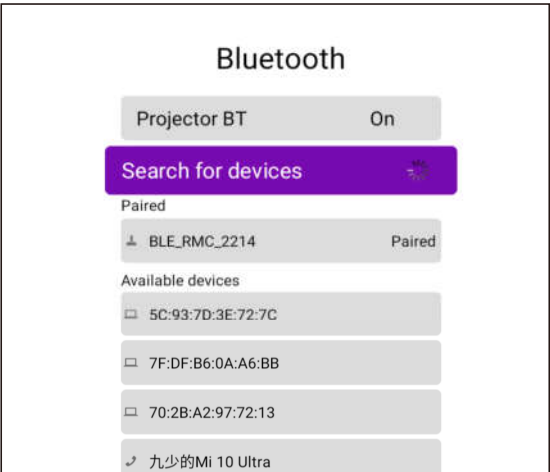 Bluetooth
Projector BT On
Search for devices
Paired
BLE_RMC_2214 Paired
Available devices
5C:93:7D:3E:72:7C
7F:DF:B6:0A:A6:BB
70:2B:A2:97:72:13
九少的Mi 10 Ultra